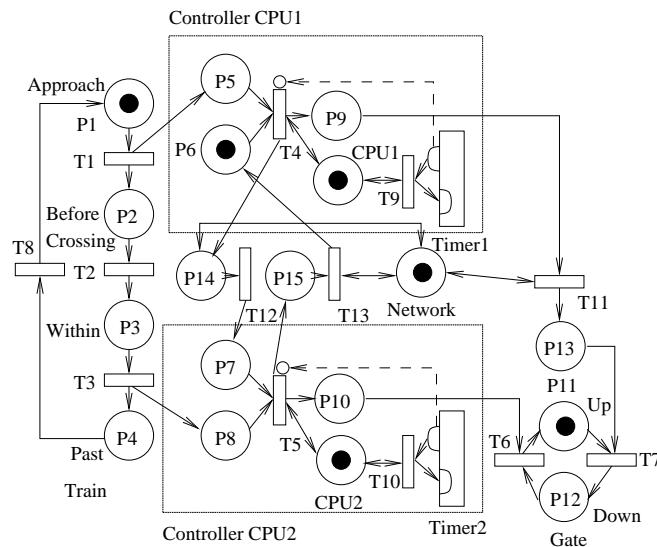 Controller CPU1
Approach
P1
P5
P9
T1
P6
T4
CPU1
T9
P2
Before
Crossing
T8
Timer1
T2
P14
P15
Network
T12
T13
T11
P3
Within
P13
P7
T3
P11
P10
Up
P4
P8
T5
T6
T7
Past
T10
P12
CPU2
Down
Train
Controller CPU2
Timer2
Gate